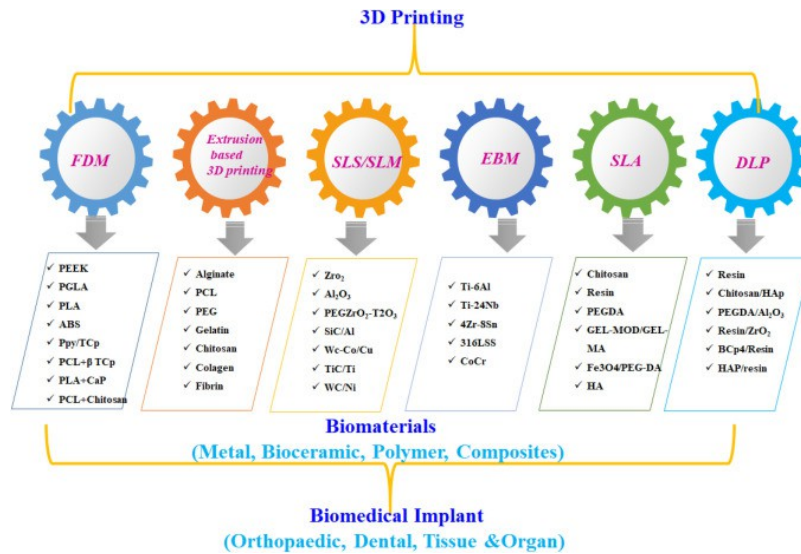 3D Printing
FDM
Extrusion
based
3D printing
SLS/SLM
EBM
SLA
DLP
✓ PEEK
✓ PGLA
✓ PLA
✓ ABS
✓ Ppy/TCp
✓ PCL+β TCp
✓ PLA+CaP
✓ PCL+Chitosan
✓ Alginate
✓ PCL
✓ PEG
✓ Gelatin
✓ Chitosan
✓ Colagen
✓ Fibrin
✓ Zro₂
✓ Al₂O₃
✓ PEGZrO₂-T2O₃
✓ SiC/Al
✓ Wc-Co/Cu
✓ TiC/Ti
✓ WC/Ni
✓ Ti-6Al
✓ Ti-24Nb
✓ 4Zr-8Sn
✓ 316LSS
✓ CoCr
✓ Chitosan
✓ Resin
✓ PEGDA
✓ GEL-MOD/GEL-
MA
✓ Fe3O4/PEG-DA
✓ HA
✓ Resin
✓ Chitosan/HAp
✓ PEGDA/Al₂O₃
✓ Resin/ZrO₂
✓ BCp4/Resin
✓ HAP/resin
Biomaterials
(Metal, Bioceramic, Polymer, Composites)
Biomedical Implant
(Orthopaedic, Dental, Tissue &Organ)